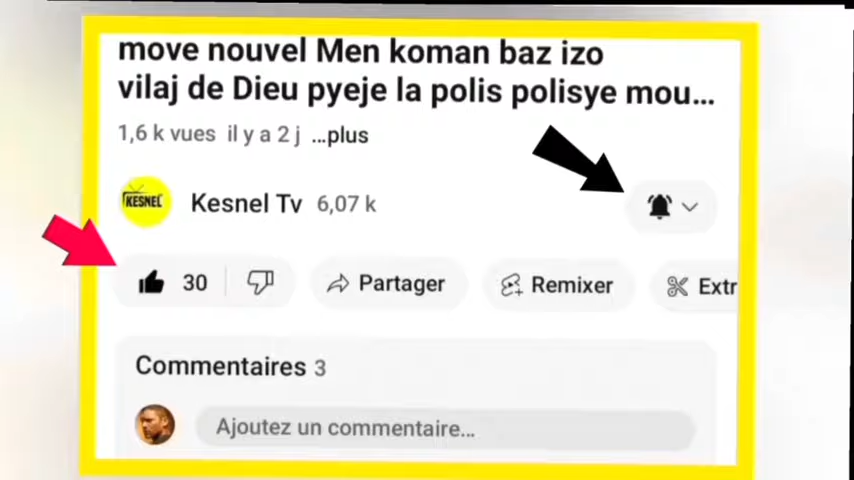 move nouvel Men koman baz izo
vilaj de Dieu pyeje la polis polisye mou...
1,6 k vues il y a 2 j ...plus
KESNEL
Kesnel Tv 6,07 k
30
Partager
Remixer
Extr
Commentaires 3
Ajoutez un commentaire...